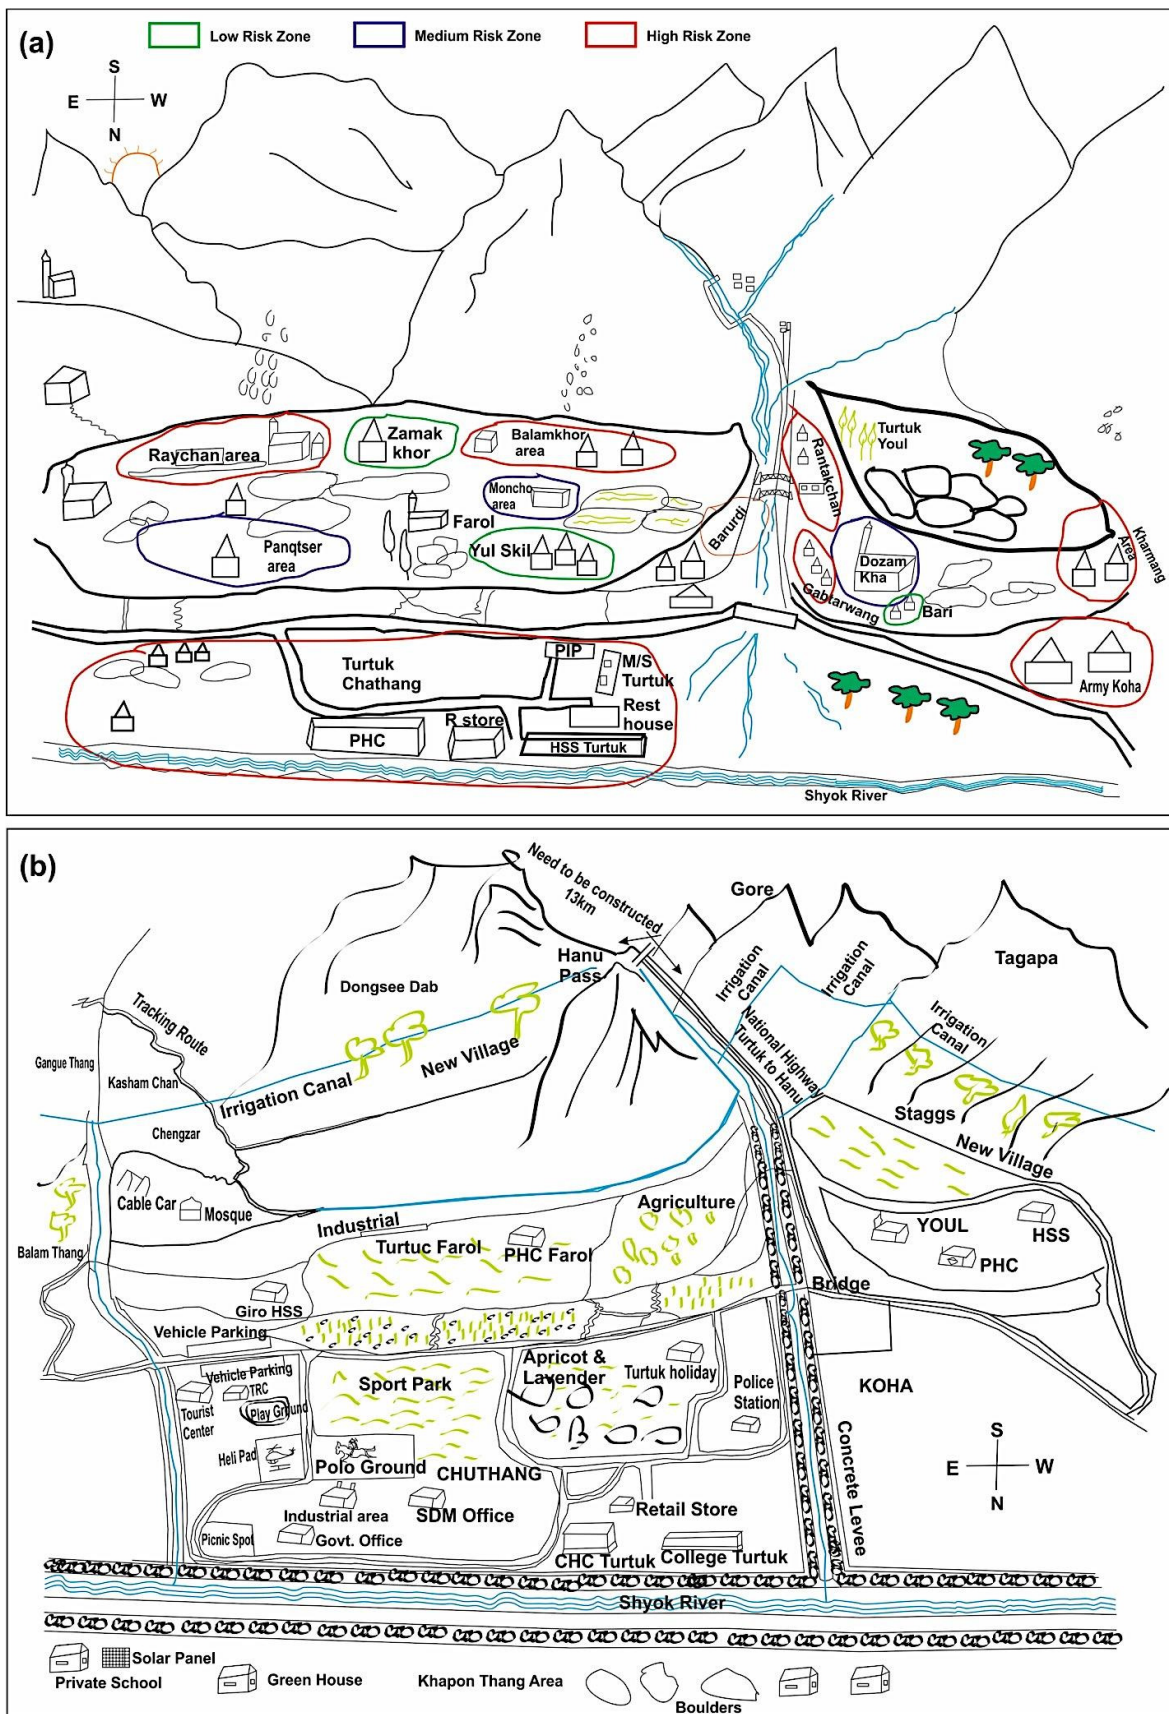 (a)
Low Risk Zone
Medium Risk Zone
High Risk Zone
S
E
W
N
Raychan area
Zamak
khor
Balamkhor
area
Turtuk
Youl
Rantakchan
Moncho
area
Farol
Barurdi
Kharmang
Area
Panqtser
area
Yul Skil
Dozam
Kha
Gabtarwang
Bari
Turtuk
Chathang
PIP
M/S
Turtuk
Army Koha
Rest
house
R store
PHC
HSS Turtuk
Shyok River
(b)
Need to be constructed
13km
Gore
Hanu
Pass
Irrigation
Canal
Irrigation
Canal
Tagapa
Dongsee Dab
Tracking Route
Irrigation
Canal
National Highway
Turtuk to Hanu
Gangue Thang
Kasham Chan
New Village
Irrigation Canal
Staggs
Chengzar
New Village
Cable Car
Mosque
Industrial
Agriculture
YOUL
HSS
Balam Thang
Turtuc Farol
PHC Farol
PHC
Bridge
Giro HSS
Vehicle Parking
Vehicle Parking
TRC
Sport Park
Apricot &
Lavender
Turtuk holiday
Police
Station
KOHA
Tourist
Center
Play Ground
Heli Pad
Polo Ground
CHUTHANG
S
E
W
N
Concrete Levee
Industrial area
SDM Office
Retail Store
Picnic Spot
Govt. Office
CHC Turtuk
College Turtuk
Shyok River
Solar Panel
Private School
Green House
Khapon Thang Area
Boulders